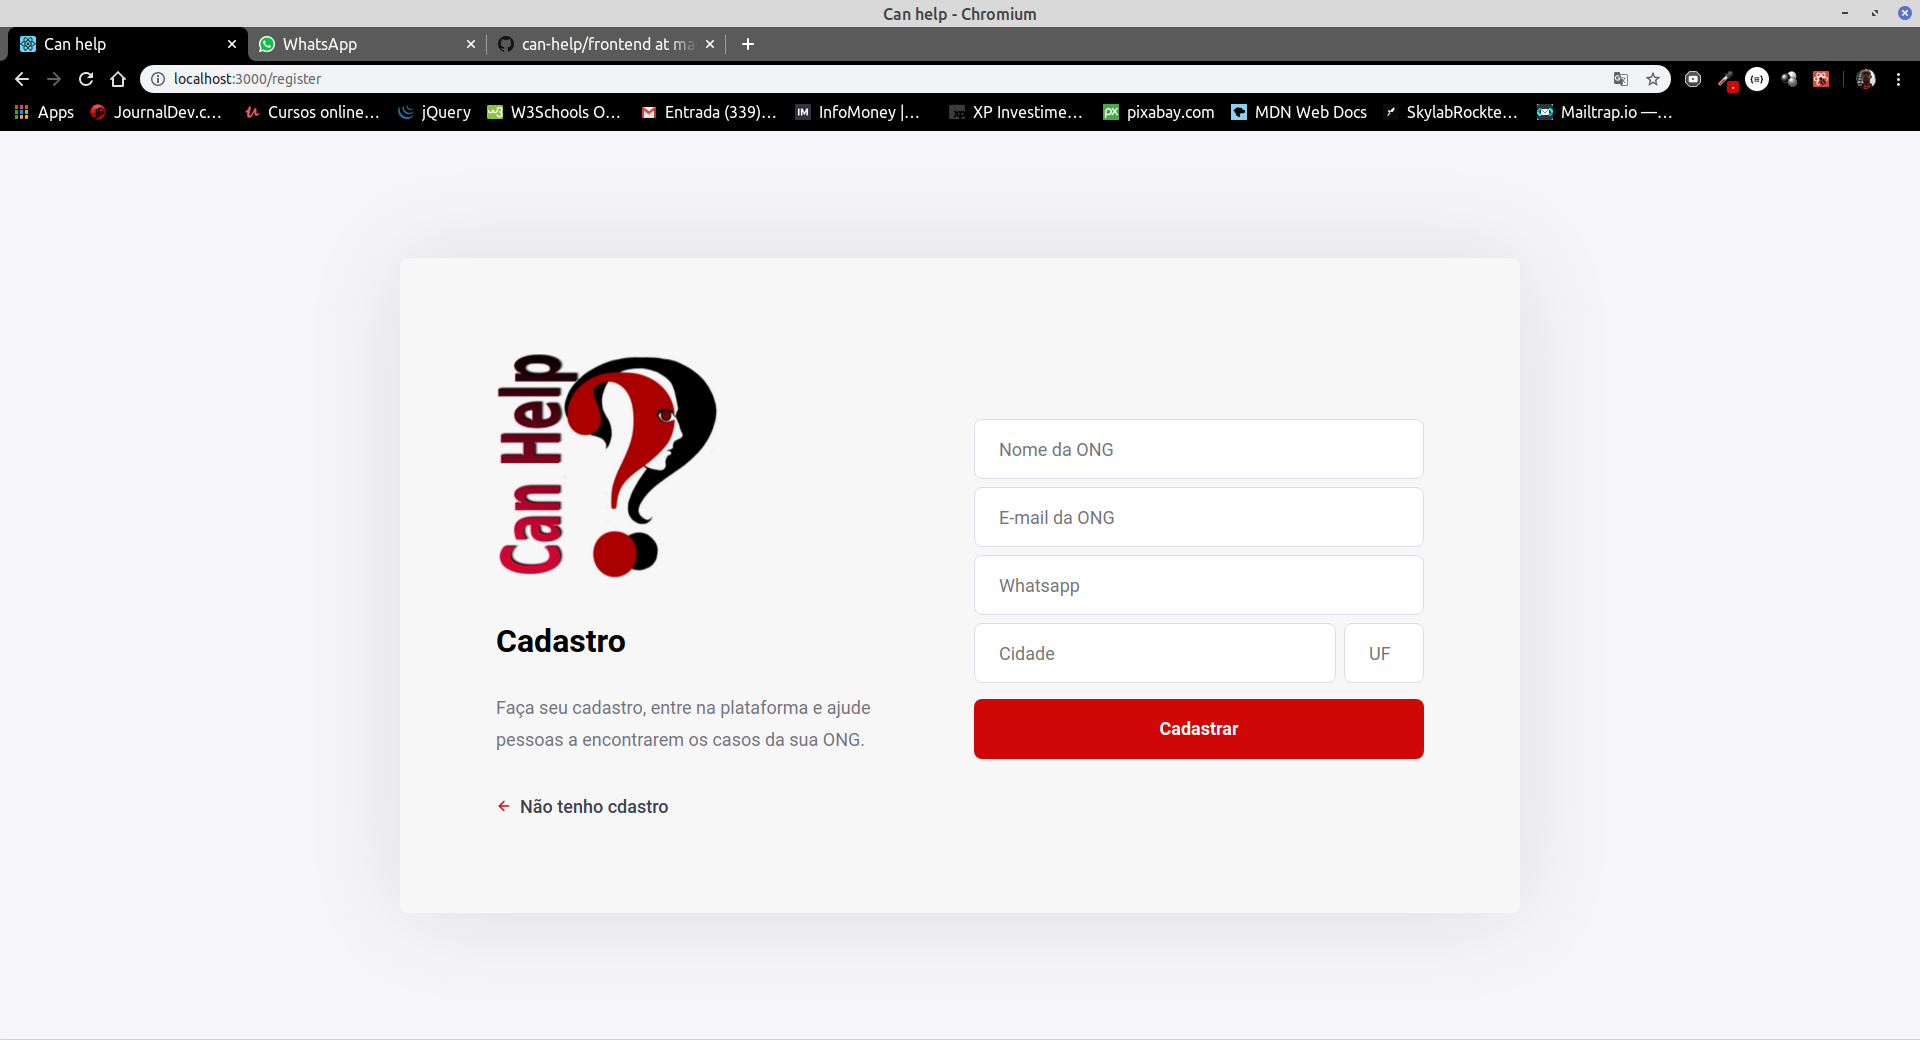 Can help - Chromium
Can help
WhatsApp
can-help/frontend at ma
localhost:3000/register
Apps
JournalDev.c...
Cursos online...
jQuery
W3Schools O...
Entrada (339)...
InfoMoney |...
XP Investime...
pixabay.com
MDN Web Docs
SkylabRockte...
Mailtrap.io —...
Can Help
Cadastro
Faça seu cadastro, entre na plataforma e ajude
pessoas a encontrarem os casos da sua ONG.
Não tenho cdastro
Nome da ONG
E-mail da ONG
Whatsapp
Cidade
UF
Cadastrar